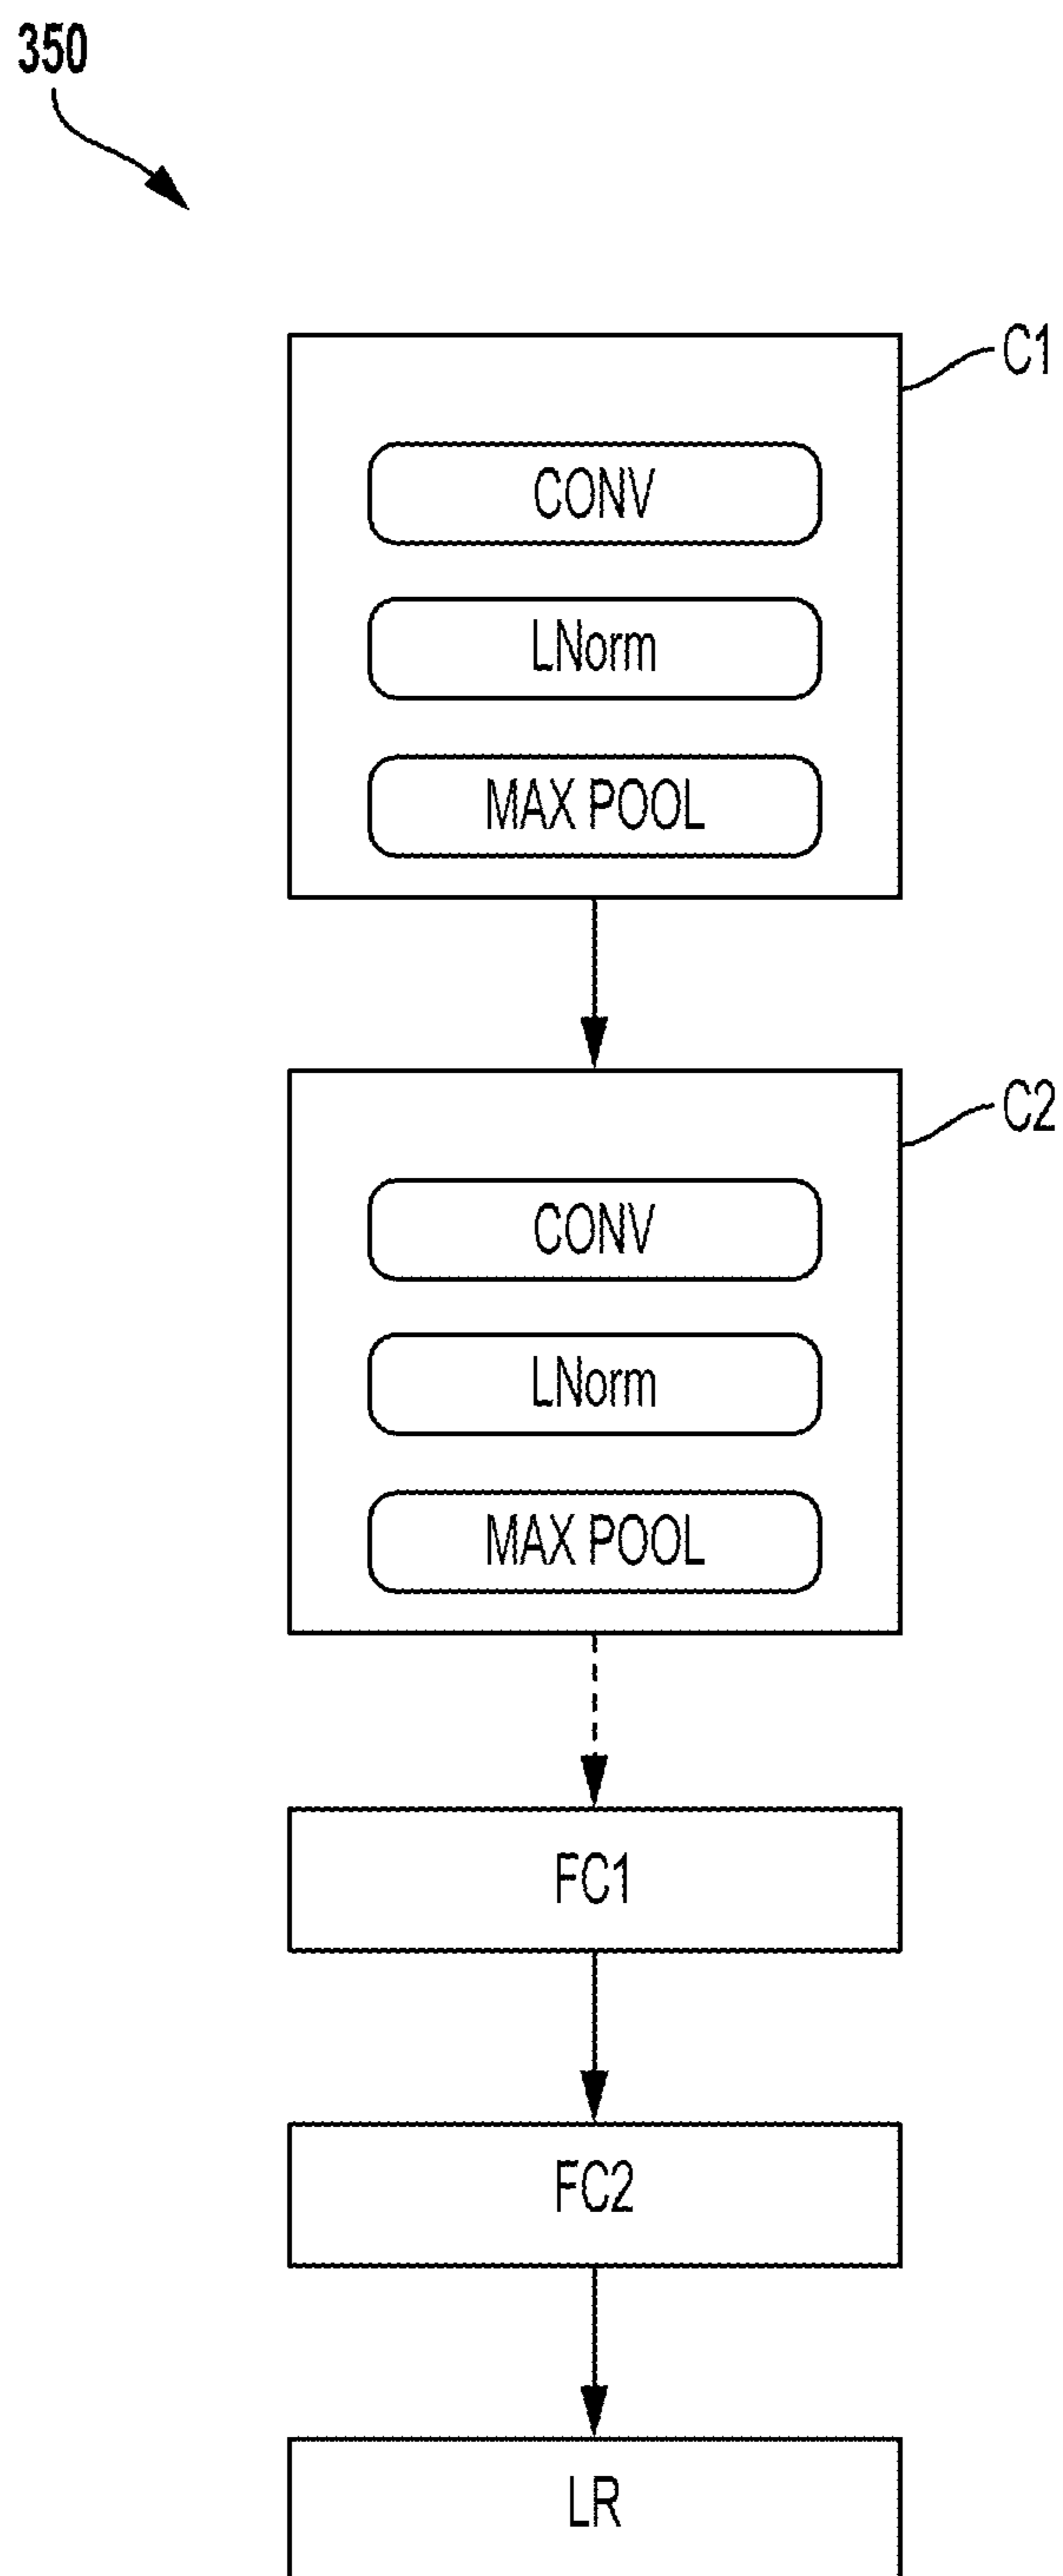 350
C1
CONV
LNorm
MAX POOL
C2
CONV
LNorm
MAX POOL
FC1
FC2
LR